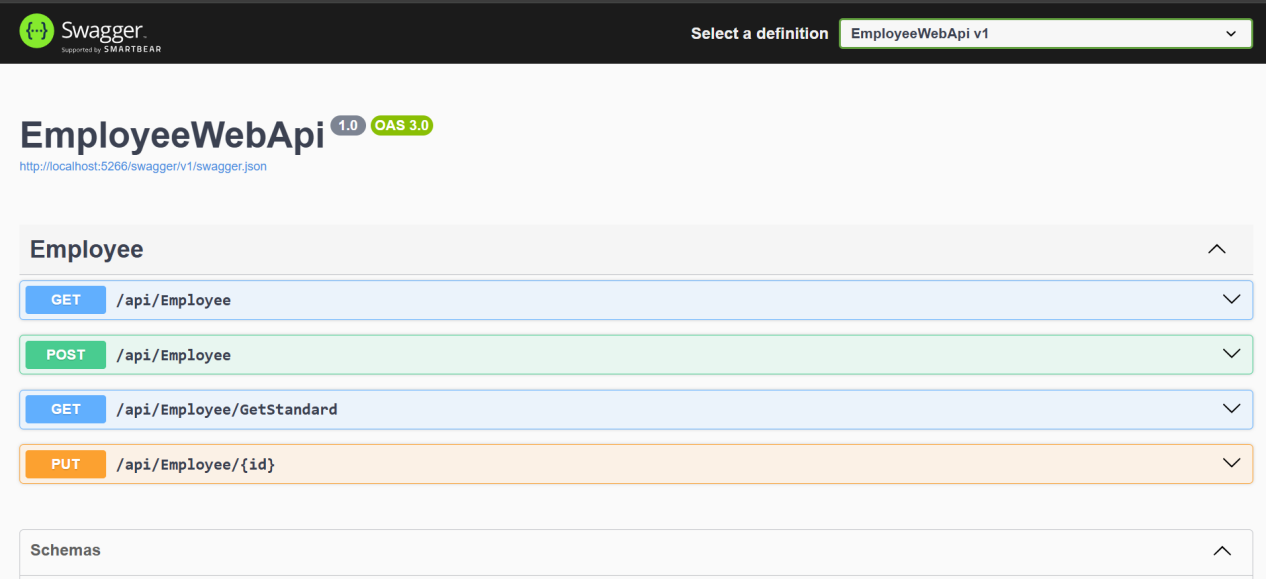 {···} Swagger™
Supported by SMARTBEAR
Select a definition
EmployeeWebApi v1
EmployeeWebApi 1.0 OAS 3.0
http://localhost:5266/swagger/v1/swagger.json
Employee
GET /api/Employee
POST /api/Employee
GET /api/Employee/GetStandard
PUT /api/Employee/{id}
Schemas